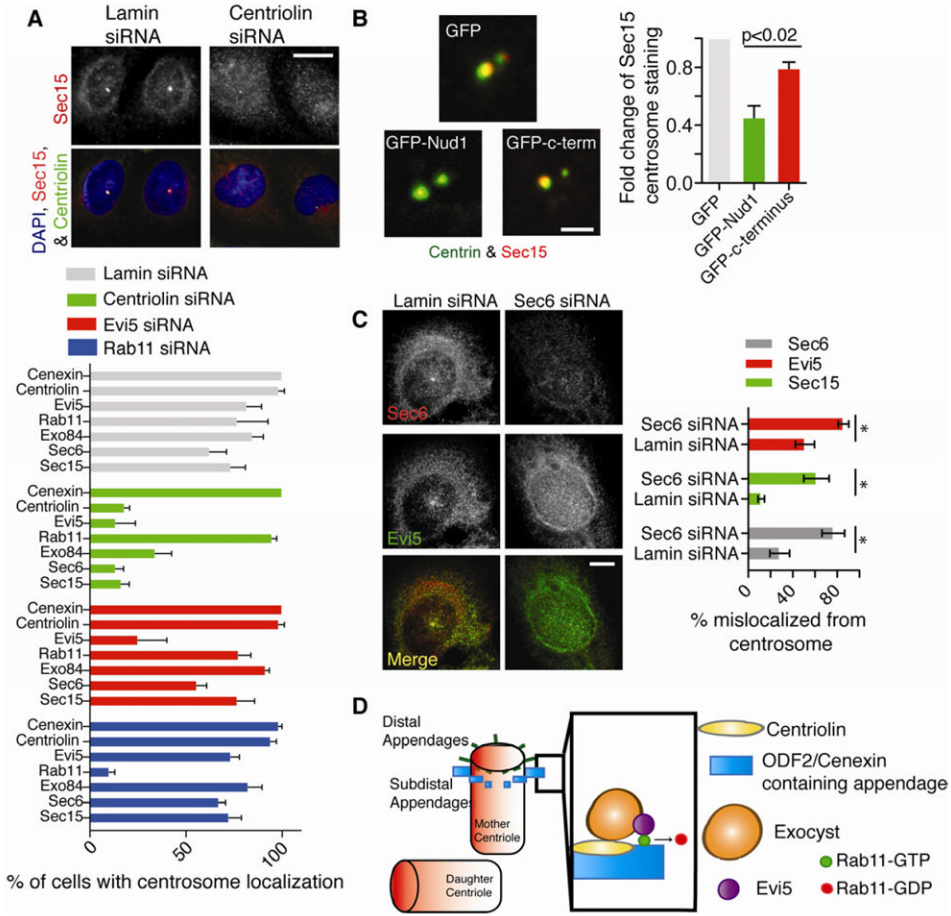 A
Lamin siRNA
Centriolin siRNA
Sec15
DAPI, Sec15, & Centriolin
Lamin siRNA
Centriolin siRNA
Evi5 siRNA
Rab11 siRNA
Cenexin
Centriolin
Evi5
Rab11
Exo84
Sec6
Sec15
Cenexin
Centriolin
Evi5
Rab11
Exo84
Sec6
Sec15
Cenexin
Centriolin
Evi5
Rab11
Exo84
Sec6
Sec15
Cenexin
Centriolin
Evi5
Rab11
Exo84
Sec6
Sec15
0
50
100
% of cells with centrosome localization
B
GFP
GFP-Nud1
GFP-c-term
Centrin & Sec15
Fold change of Sec15
centrosome staining
p<0.02
0.8
0.4
0.0
GFP
GFP-Nud1
GFP-c-terminus
C
Lamin siRNA
Sec6 siRNA
Sec6
Evi5
Merge
Sec6
Evi5
Sec15
Sec6 siRNA
Lamin siRNA
*
Sec6 siRNA
Lamin siRNA
*
Sec6 siRNA
Lamin siRNA
*
0
40
80
% mislocalized from
centrosome
D
Distal
Appendages
Subdistal
Appendages
Mother
Centriole
Daughter
Centriole
Centriolin
ODF2/Cenexin
containing appendage
Exocyst
Evi5
Rab11-GTP
Rab11-GDP